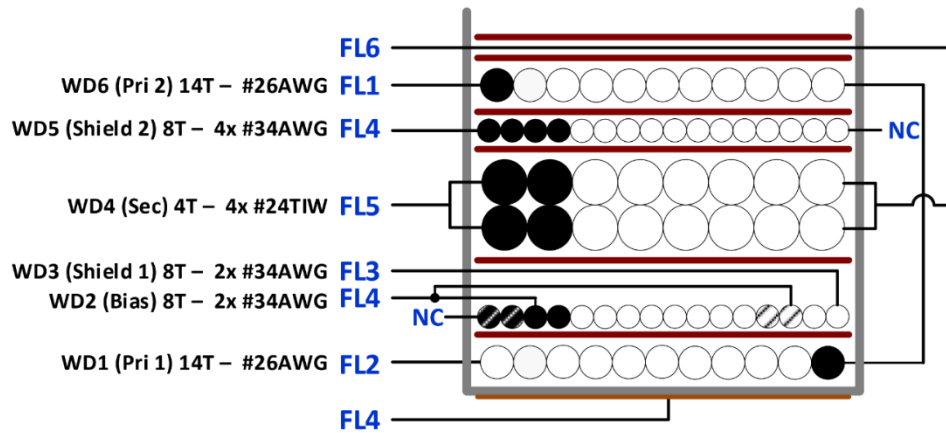 FL6
WD6 (Pri 2) 14T – #26AWG FL1
WD5 (Shield 2) 8T – 4x #34AWG FL4 NC
WD4 (Sec) 4T – 4x #24TIW FL5
WD3 (Shield 1) 8T – 2x #34AWG FL3
WD2 (Bias) 8T – 2x #34AWG FL4
NC
WD1 (Pri 1) 14T – #26AWG FL2
FL4